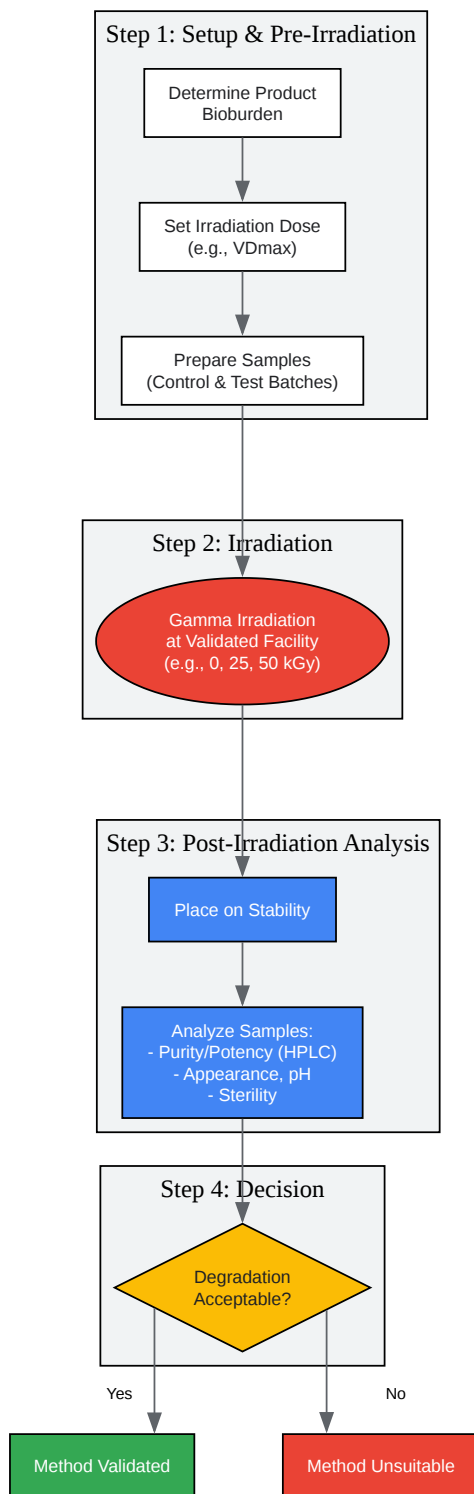 Step 1: Setup & Pre-Irradiation
Determine Product
Bioburden
Set Irradiation Dose
(e.g., VDmax)
Prepare Samples
(Control & Test Batches)
Step 2: Irradiation
Gamma Irradiation
at Validated Facility
(e.g., 0, 25, 50 kGy)
Step 3: Post-Irradiation Analysis
Place on Stability
Analyze Samples:
- Purity/Potency (HPLC)
- Appearance, pH
- Sterility
Step 4: Decision
Degradation
Acceptable?
Yes
No
Method Validated
Method Unsuitable